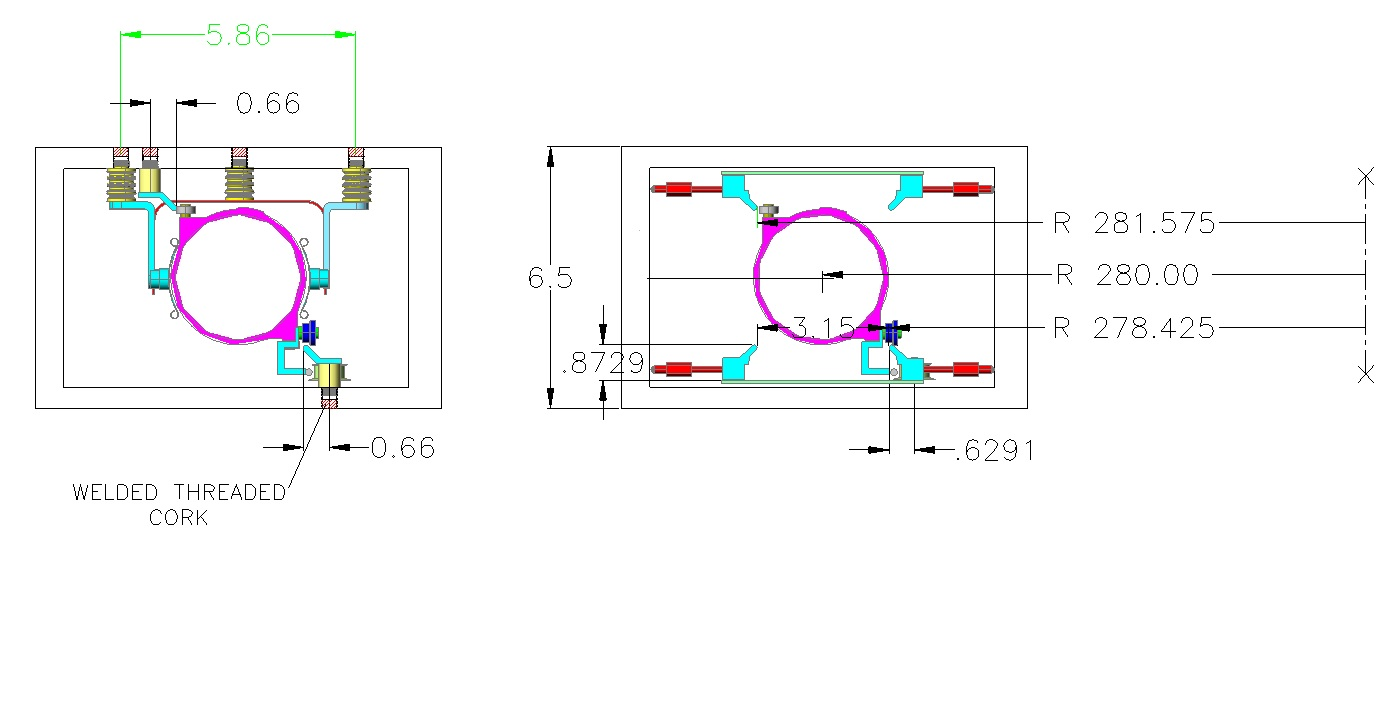 5.86
0.66
R 281.575
6.5
R 280.00
3.15
R 278.425
.8729
0.66
.6291
WELDED THREADED
CORK